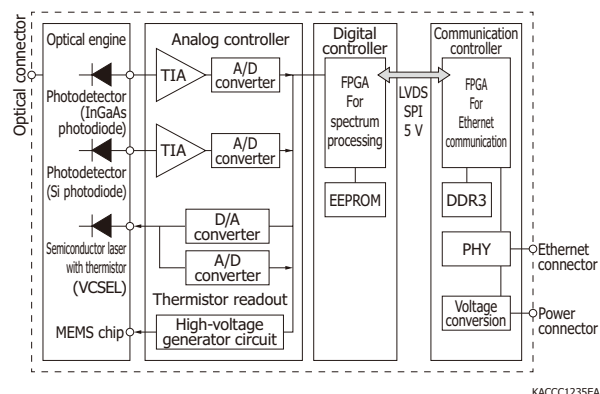 Optical connector
Optical engine
Photodetector
(InGaAs
photodiode)
Photodetector
(Si photodiode)
Semiconductor laser
with thermistor
(VCSEL)
MEMS chip
Analog controller
TIA
A/D
converter
TIA
A/D
converter
D/A
converter
A/D
converter
Thermistor readout
High-voltage
generator circuit
Digital
controller
FPGA
For
spectrum
processing
EEPROM
LVDS
SPI
5 V
Communication
controller
FPGA
For
Ethernet
communication
DDR3
PHY
Voltage
conversion
Ethernet
connector
Power
connector
KACCC1235EA